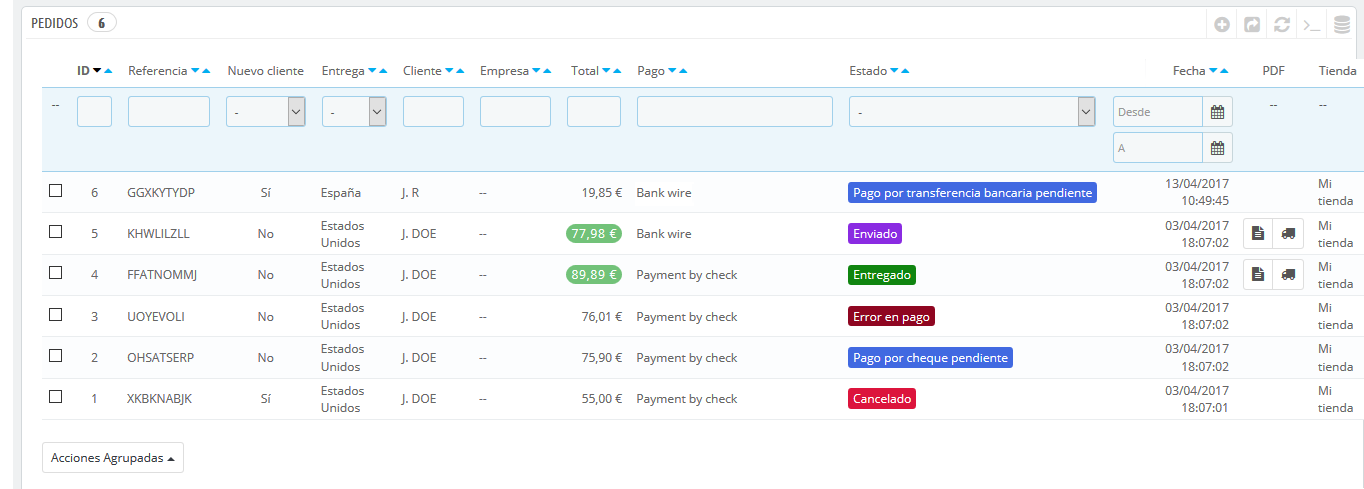 PEDIDOS 6
ID Referencia Nuevo cliente Entrega Cliente Empresa Total Pago Estado Fecha PDF Tienda
-- - - - Desde -- --
A
6 GGXKYTYDP Sí España J. R -- 19,85 € Bank wire Pago por transferencia bancaria pendiente 13/04/2017 10:49:45 Mi tienda
5 KHWLILZLL No Estados Unidos J. DOE -- 77,98 € Bank wire Enviado 03/04/2017 18:07:02 Mi tienda
4 FFATNOMMJ No Estados Unidos J. DOE -- 89,89 € Payment by check Entregado 03/04/2017 18:07:02 Mi tienda
3 UOYEVOLI No Estados Unidos J. DOE -- 76,01 € Payment by check Error en pago 03/04/2017 18:07:02 Mi tienda
2 OHSATSERP No Estados Unidos J. DOE -- 75,90 € Payment by check Pago por cheque pendiente 03/04/2017 18:07:02 Mi tienda
1 XKBKNABJK Sí Estados Unidos J. DOE -- 55,00 € Payment by check Cancelado 03/04/2017 18:07:01 Mi tienda
Acciones Agrupadas